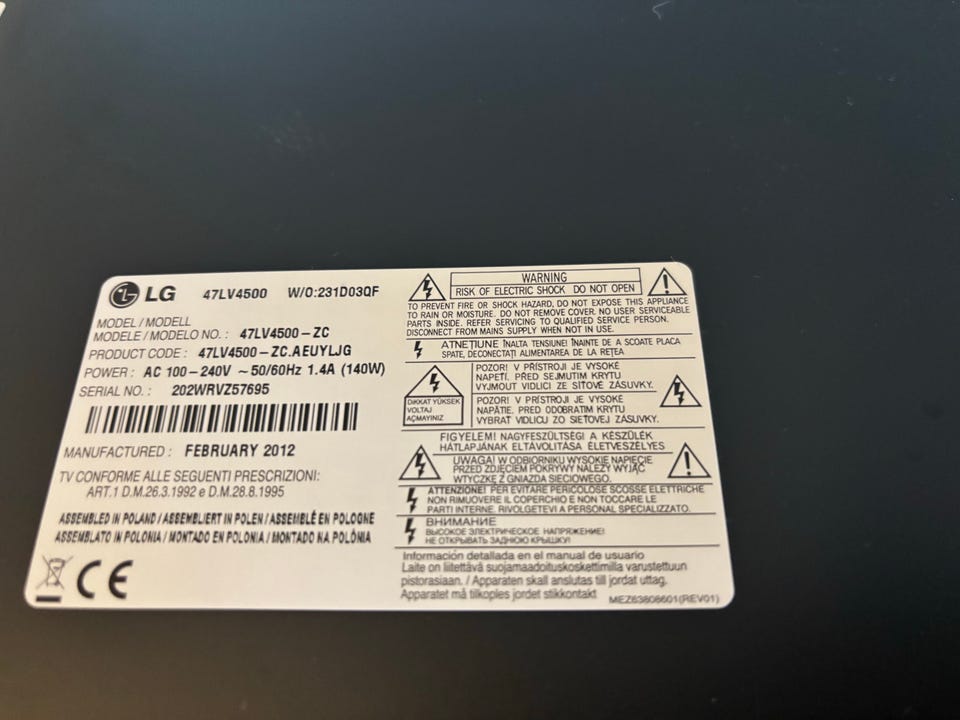 LG 47LV4500 W/O:231D03QF
MODEL / MODELL
MODELE / MODELO NO. : 47LV4500-ZC
PRODUCT CODE : 47LV4500-ZC.AEUYLJG
POWER : AC 100-240V ~50/60Hz 1.4A (140W)
SERIAL NO. : 202WRVZ57695
MANUFACTURED : FEBRUARY 2012
TV CONFORME ALLE SEGUENTI PRESCRIZIONI:
ART.1 D.M.26.3.1992 e D.M.28.8.1995
ASSEMBLED IN POLAND / ASSEMBLIERT IN POLEN / ASSEMBLÉ EN POLOGNE
ASSEMBLATO IN POLONIA / MONTADO EN POLONIA / MONTADO NA POLÓNIA
CE
WARNING
RISK OF ELECTRIC SHOCK DO NOT OPEN
TO PREVENT FIRE OR SHOCK HAZARD, DO NOT EXPOSE THIS APPLIANCE
TO RAIN OR MOISTURE. DO NOT REMOVE COVER. NO USER SERVICEABLE
PARTS INSIDE. REFER SERVICING TO QUALIFIED SERVICE PERSON.
DISCONNECT FROM MAINS SUPPLY WHEN NOT IN USE.
ATNEȚIUNE ÎNALTA TENSIUNE! ÎNAINTE DE A SCOATE PLACA
SPATE, DECONECTAȚI ALIMENTAREA DE LA REȚEA
DİKKAT YÜKSEK
VOLTAJ
AÇMAYINIZ
POZOR! V PŘÍSTROJI JE VYSOKÉ
NAPĚTÍ. PŘED SEJMUTIM KRYTU
VYJMOUT VIDLICI ZE SÍŤOVÉ ZÁSUVKY.
POZOR! V PRÍSTROJI JE VYSOKÉ
NAPÄTIE. PRED ODOBRATIM KRYTU
VYBRAT VIDLICU ZO SIEŤOVEJ ZÁSUVKY.
FIGYELEM! NAGYFESZÜLTSÉG! A KÉSZÜLÉK
HÁTLAPJÁNAK ELTÁVOLÍTÁSA ÉLETVESZÉLYES
UWAGA! W ODBIORNIKU WYSOKIE NAPIĘCIE
PRZED ZDJĘCIEM POKRYWY NALEŻY WYJĄĆ
WTYCZKĘ Z GNIAZDA SIECIOWEGO.
ATTENZIONE! PER EVITARE PERICOLOSE SCOSSE ELETTRICHE
NON RIMUOVERE IL COPERCHIO E NON TOCCARE LE
PARTI INTERNE. RIVOLGETEVI A PERSONAL SPECIALIZZATO.
ВНИМАНИЕ
ВЫСОКОЕ ЭЛЕКТРИЧЕСКОЕ. НАПРЯЖЕНИЕ!
НЕ ОТКРЫВАТЬ ЗАДНЮЮ КРЫШКУ!
Información detallada en el manual de usuario
Laite on liitettävä suojamaadoituskoskettimilla varustettuun
pistorasiaan. / Apparaten skall anslutas till jordat uttag.
Apparatet må tilkoples jordet stikkontakt MEZ63808601(REV01)